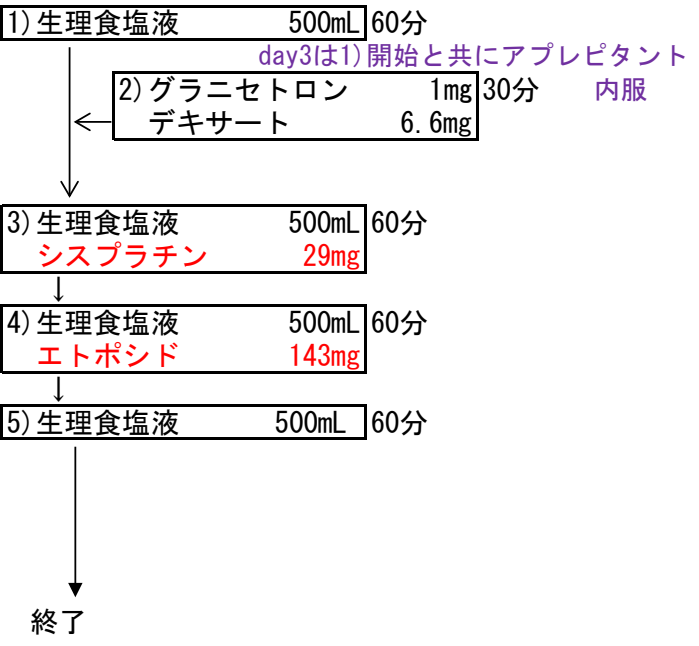 1)生理食塩液 500mL 60分
day3は1)開始と共にアプレピタント
2)グラニセトロン 1mg 30分 内服
デキサート 6.6mg
3)生理食塩液 500mL 60分
シスプラチン 29mg
↓
4)生理食塩液 500mL 60分
エトポシド 143mg
↓
5)生理食塩液 500mL 60分
終了